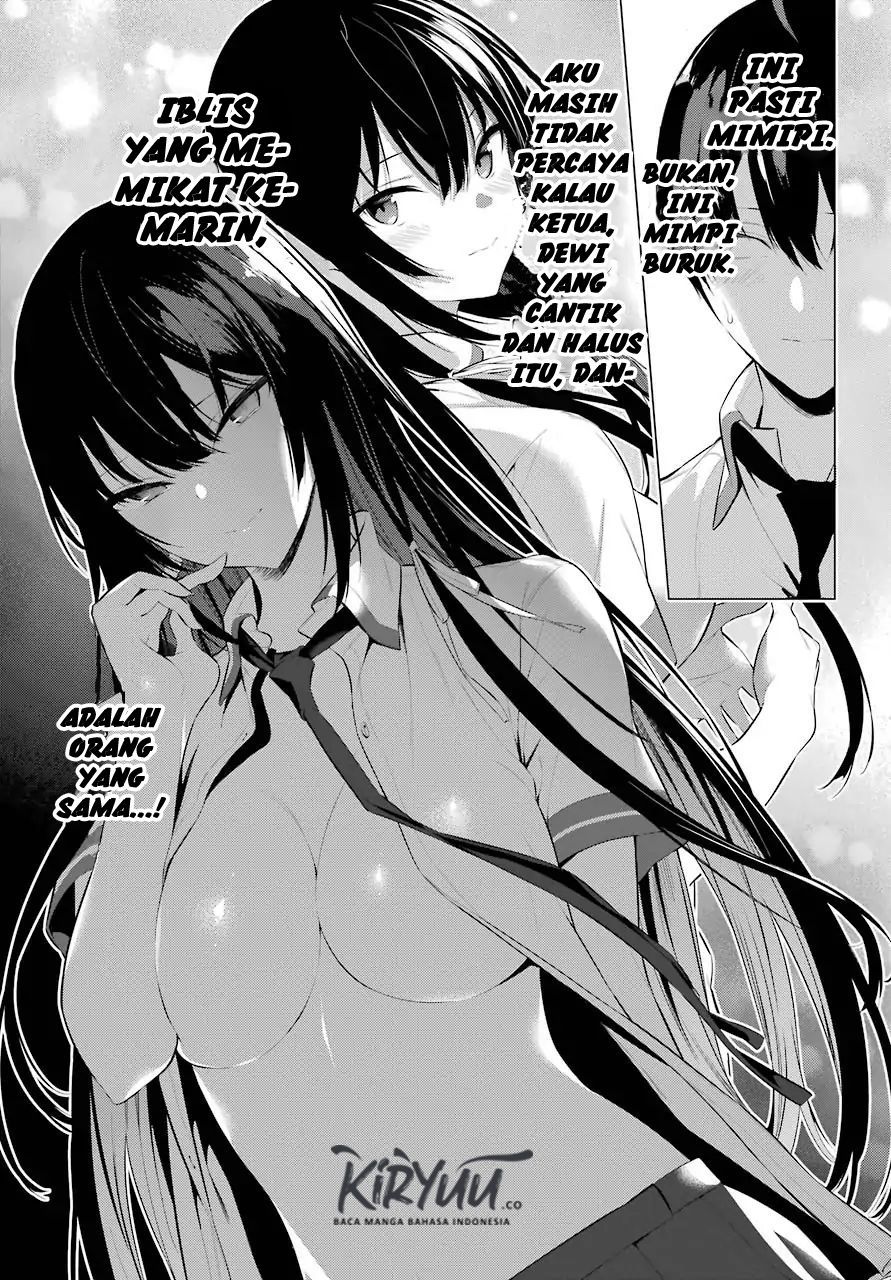 INI
PASTI
MIMIPI.
BUKAN,
INI
MIMPI
BURUK.
AKU
MASIH
TIDAK
PERCAYA
KALAU
KETUA,
DEWI
YANG
CANTIK
DAN HALUS
ITU, DAN-
IBLIS
YANG ME-
MIKAT KE-
MARIN,
ADALAH
ORANG
YANG
SAMA...!
KIRYUU.CO
BACA MANGA BAHASA INDONESIA